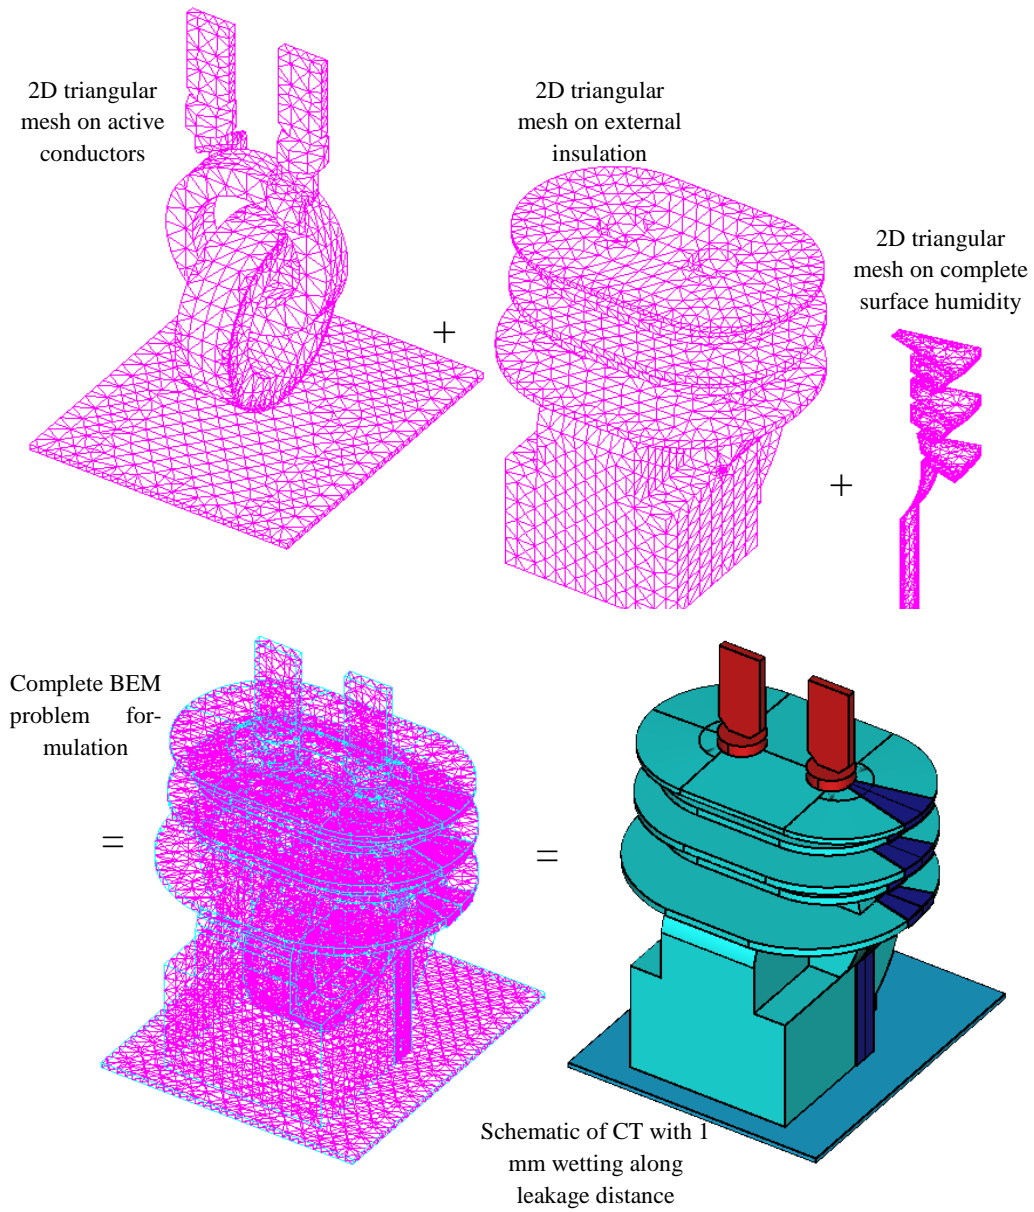 2D triangular
mesh on active
conductors
2D triangular
mesh on external
insulation
2D triangular
mesh on complete
surface humidity
+
+
Complete BEM
problem for-
mulation
=
=
Schematic of CT with 1
mm wetting along
leakage distance